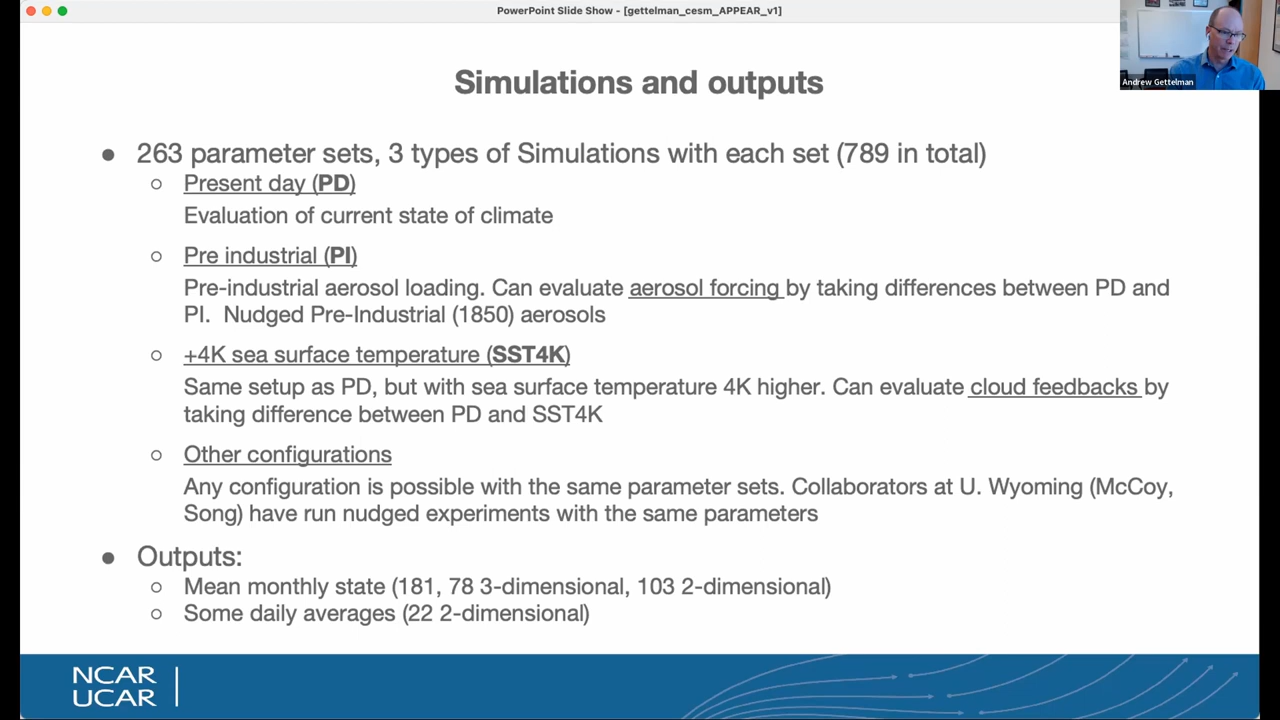 PowerPoint Slide Show - [gettelman_cesm_APPEAR_v1]
Andrew Gettelman
Simulations and outputs
● 263 parameter sets, 3 types of Simulations with each set (789 in total)
○ Present day (PD)
Evaluation of current state of climate
○ Pre industrial (PI)
Pre-industrial aerosol loading. Can evaluate aerosol forcing by taking differences between PD and
PI. Nudged Pre-Industrial (1850) aerosols
○ +4K sea surface temperature (SST4K)
Same setup as PD, but with sea surface temperature 4K higher. Can evaluate cloud feedbacks by
taking difference between PD and SST4K
○ Other configurations
Any configuration is possible with the same parameter sets. Collaborators at U. Wyoming (McCoy,
Song) have run nudged experiments with the same parameters
● Outputs:
○ Mean monthly state (181, 78 3-dimensional, 103 2-dimensional)
○ Some daily averages (22 2-dimensional)
NCAR
UCAR